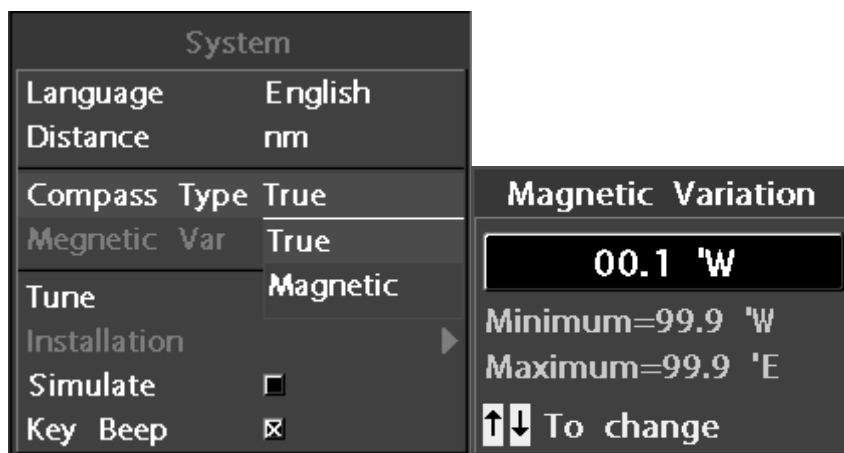 System
Language English
Distance nm
Compass Type True
Megnetic Var True
Magnetic
Tune
Installation
Simulate
Key Beep
Magnetic Variation
00.1 'W
Minimum=99.9 'W
Maximum=99.9 'E
↑↓ To change